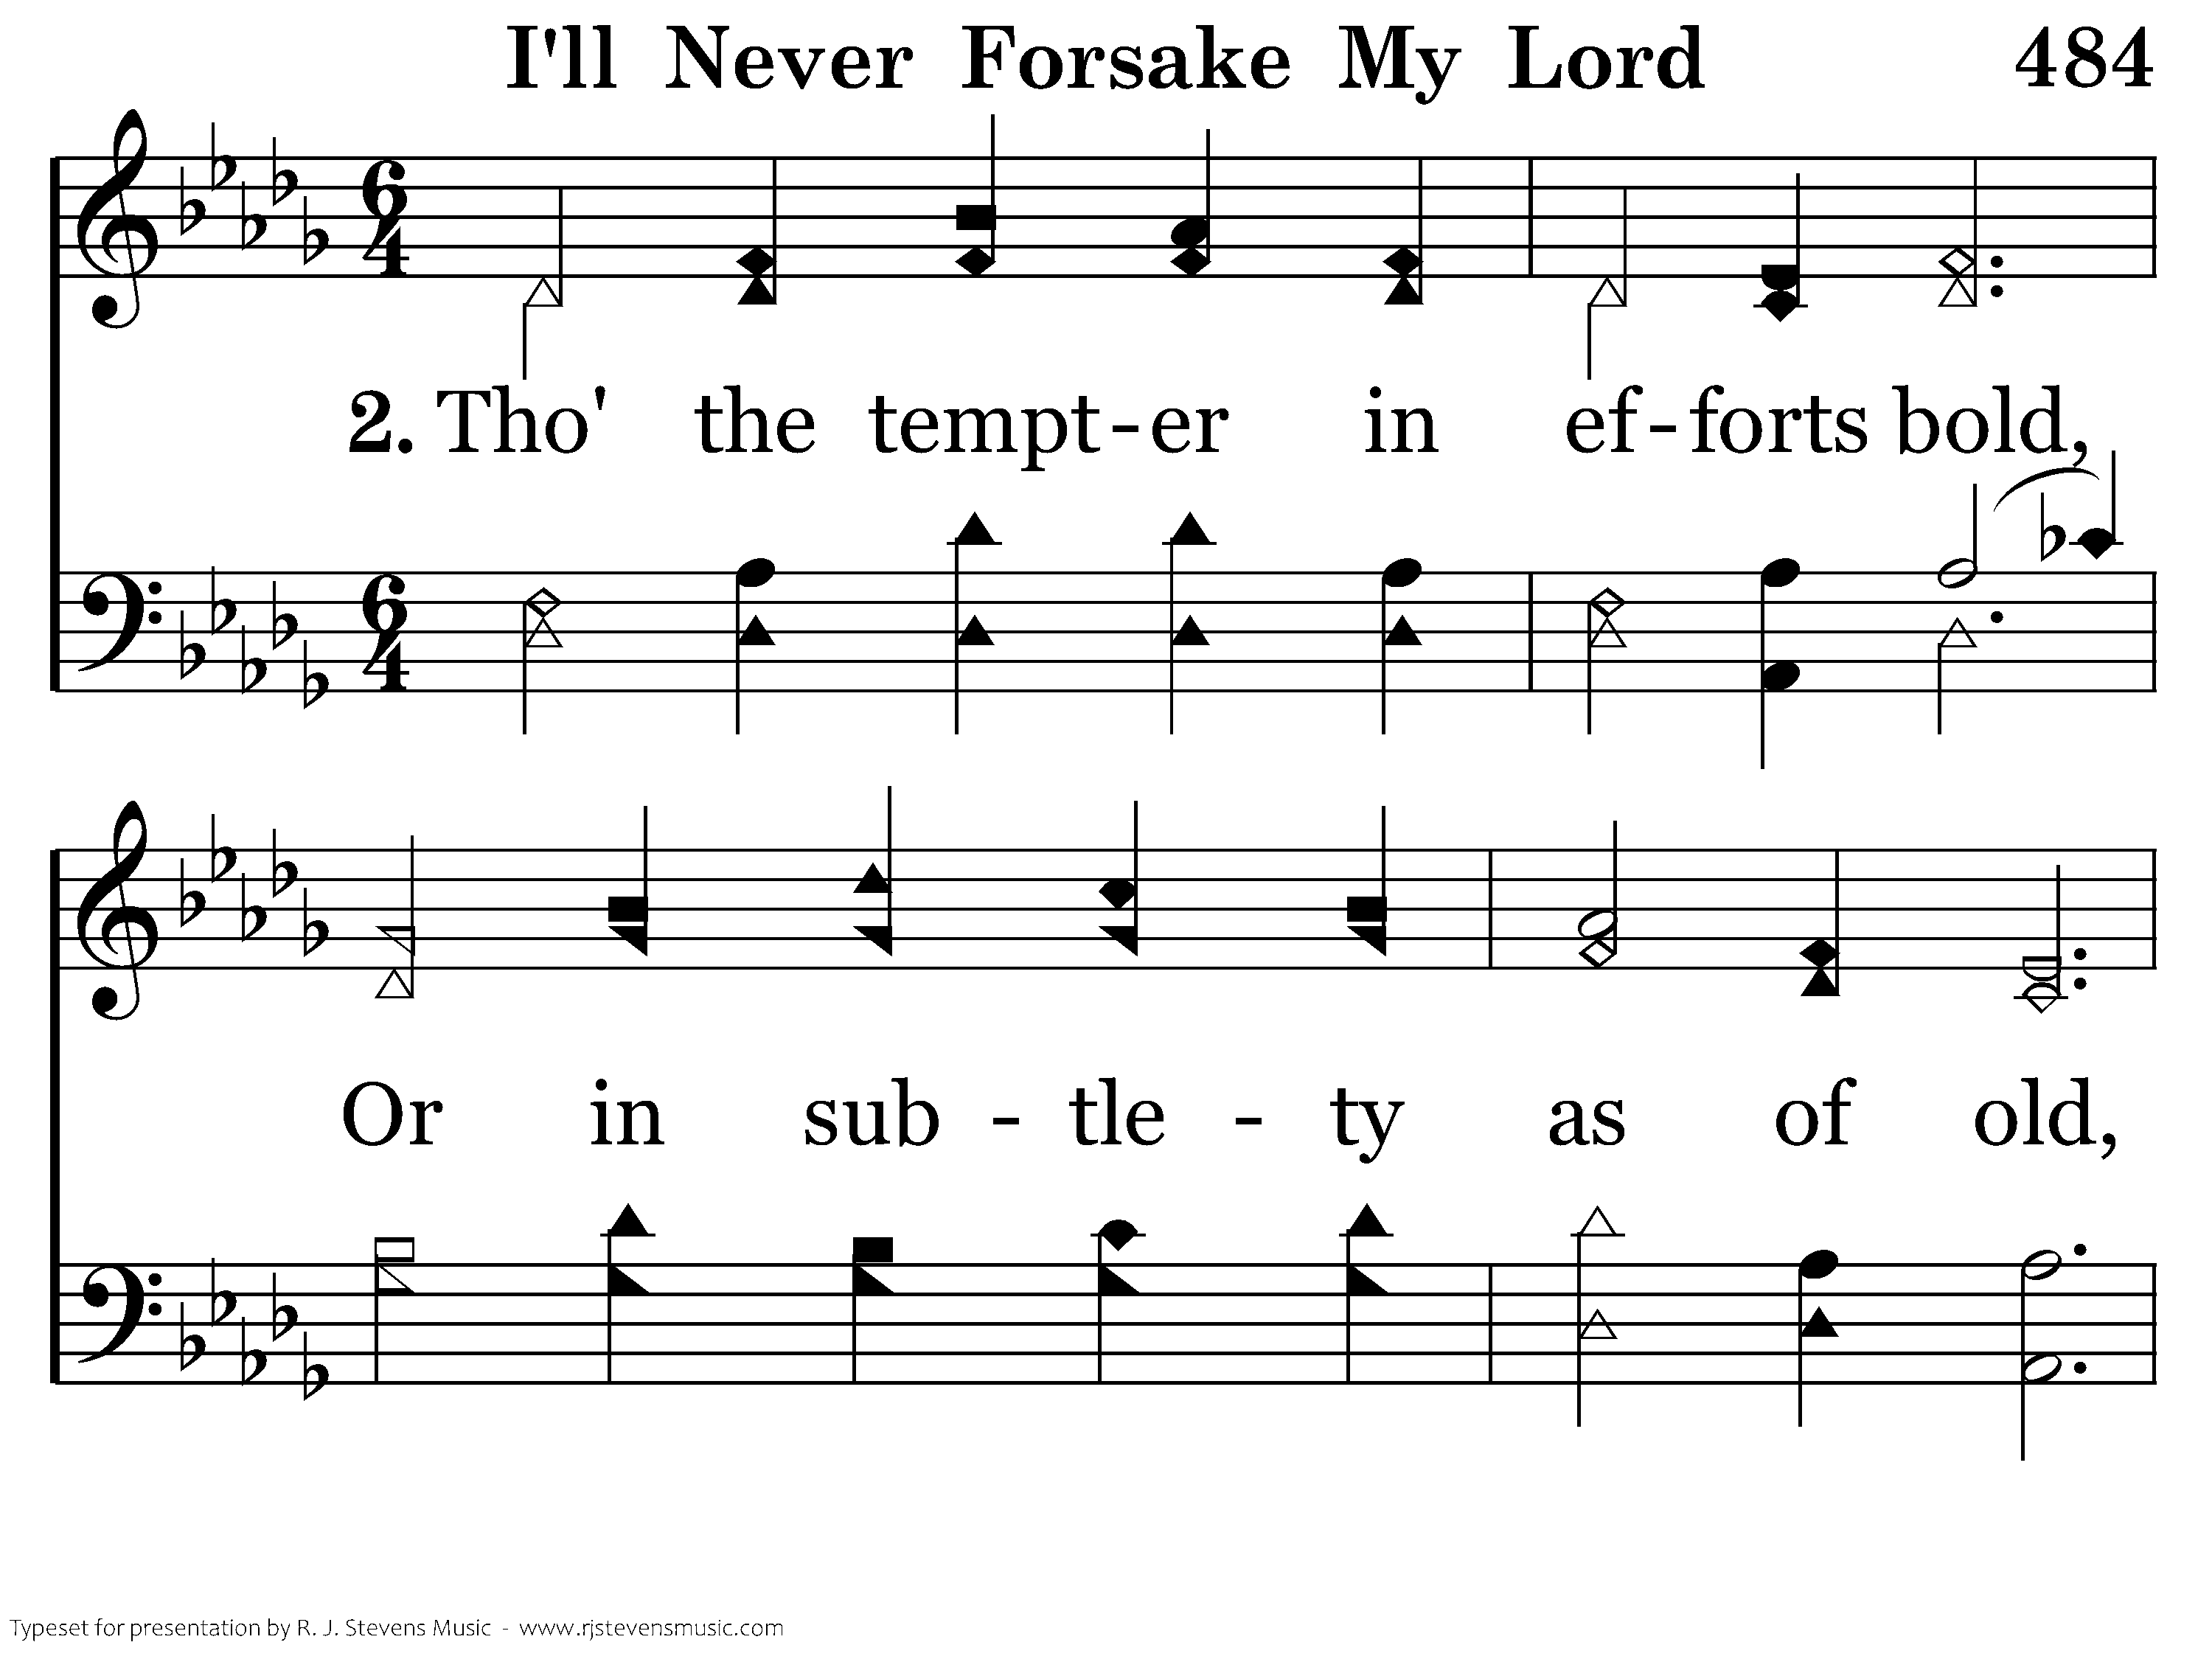 I'll Never Forsake My Lord 484
2. Tho' the tempt-er in ef-forts bold,
Or in sub - tle - ty as of old,
Typeset for presentation by R. J. Stevens Music - www.rjstevensmusic.com